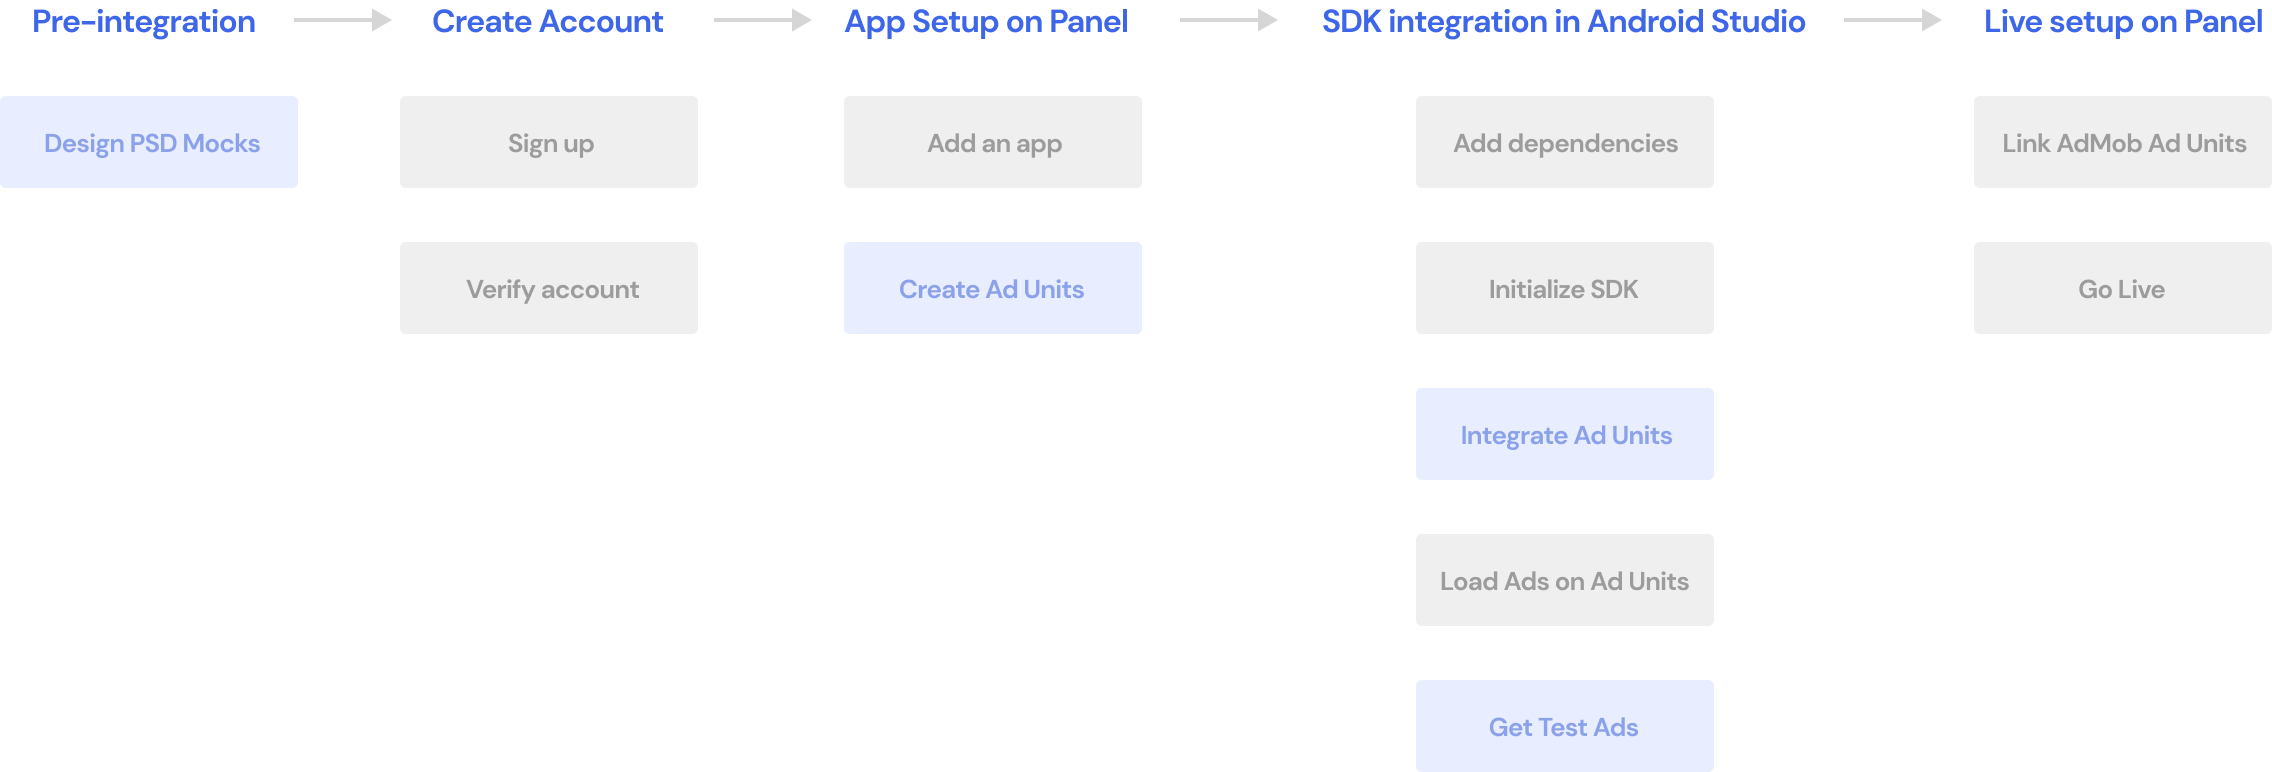 Pre-integration
Create Account
App Setup on Panel
SDK integration in Android Studio
Live setup on Panel
Design PSD Mocks
Sign up
Add an app
Add dependencies
Link AdMob Ad Units
Verify account
Create Ad Units
Initialize SDK
Go Live
Integrate Ad Units
Load Ads on Ad Units
Get Test Ads